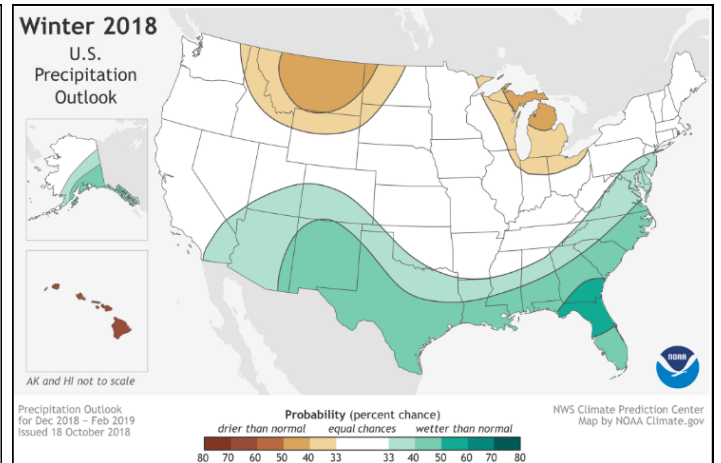 Winter 2018
U.S.
Precipitation
Outlook
AK and HI not to scale
Precipitation Outlook
for Dec 2018 – Feb 2019
Issued 18 October 2018
Probability (percent chance)
drier than normal equal chances wetter than normal
80 70 60 50 40 33 33 40 50 60 70 80
NOAA
NWS Climate Prediction Center
Map by NOAA Climate.gov